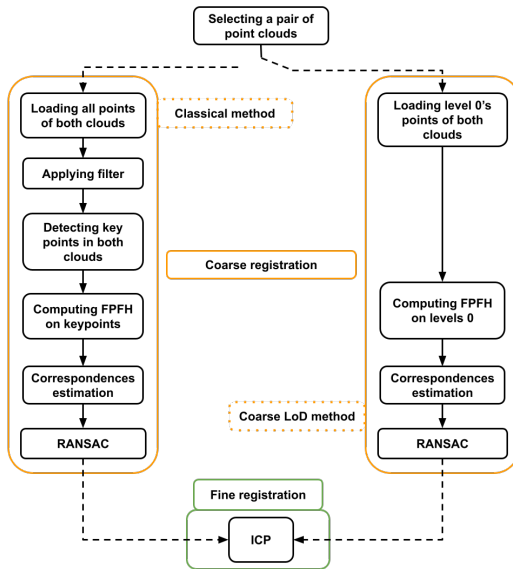 Selecting a pair of
point clouds
Loading all points
of both clouds
Classical method
Loading level 0's
points of both
clouds
Applying filter
Detecting key
points in both
clouds
Coarse registration
Computing FPFH
on keypoints
Computing FPFH
on levels 0
Correspondences
estimation
Correspondences
estimation
Coarse LoD method
RANSAC
RANSAC
Fine registration
ICP